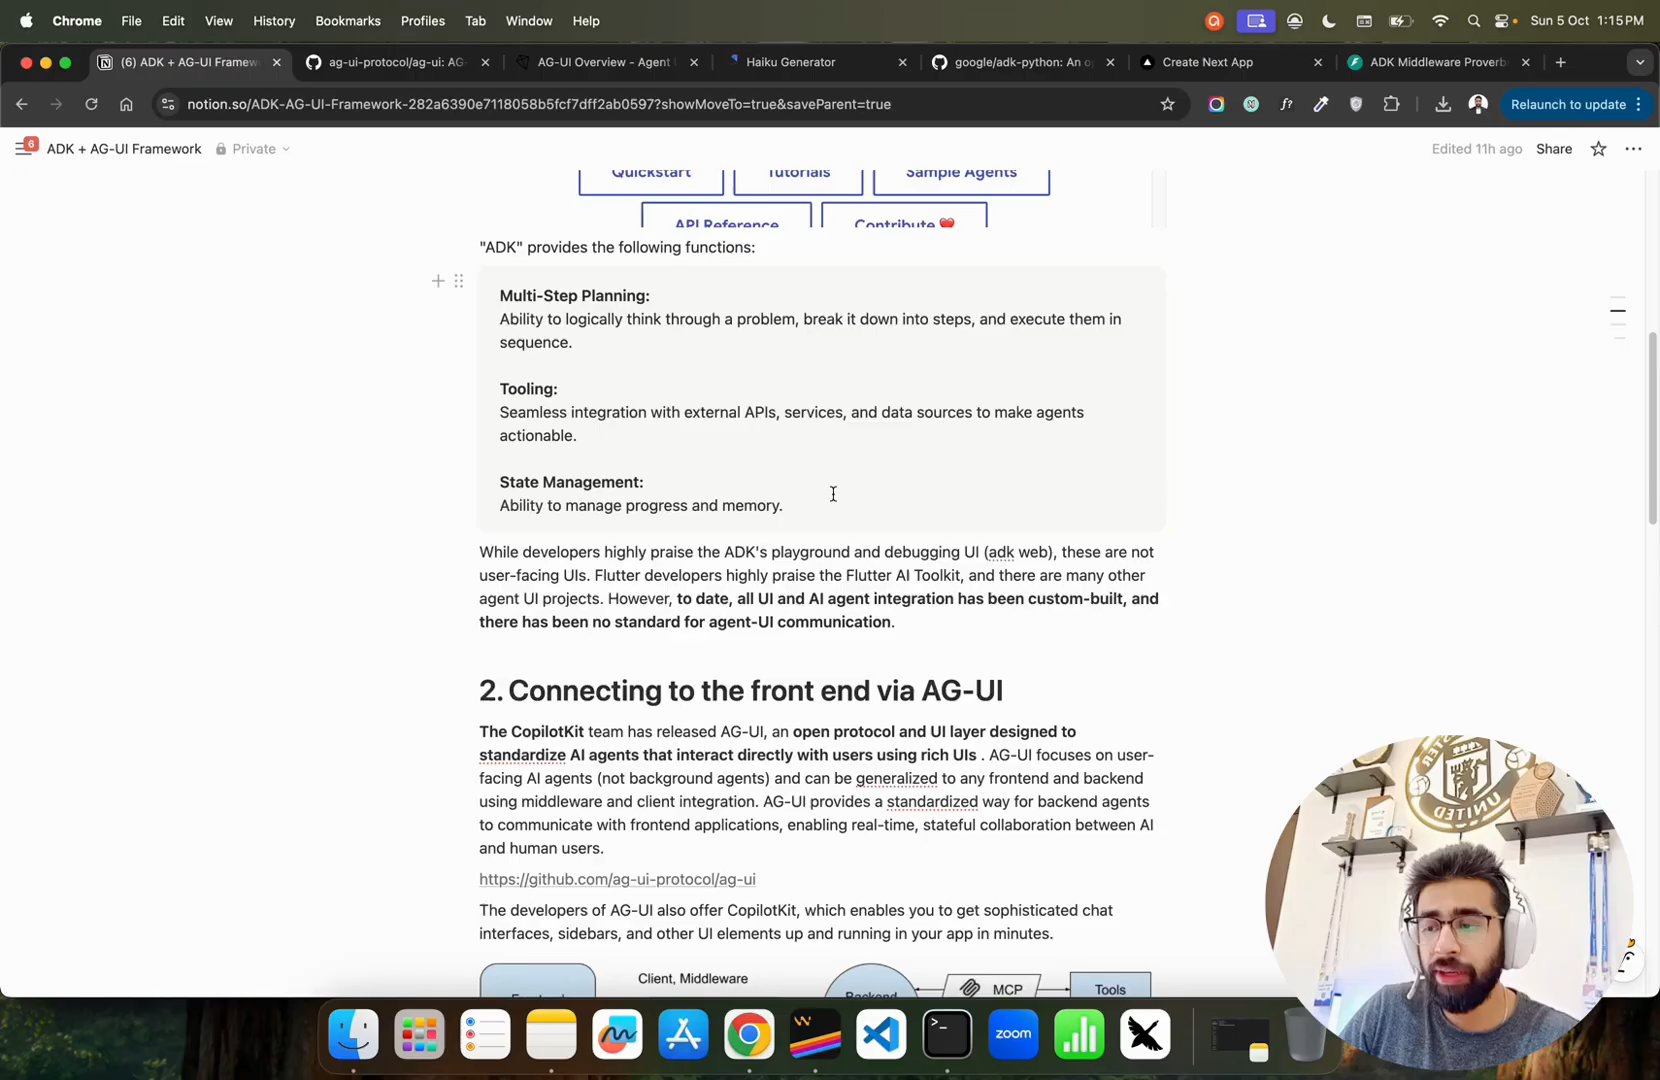 Chrome File Edit View History Bookmarks Profiles Tab Window Help Sun 5 Oct 1:15 PM
(6) ADK + AG-UI Framew ag-ui-protocol/ag-ui: AG- AG-UI Overview - Agent Haiku Generator google/adk-python: An o Create Next App ADK Middleware Proverb
notion.so/ADK-AG-UI-Framework-282a6390e7118058b5fcf7dff2ab0597?showMoveTo=true&saveParent=true f? Relaunch to update
6 ADK + AG-UI Framework Private Edited 11h ago Share
Quickstart Tutorials Sample Agents
API Reference Contribute ❤️
"ADK" provides the following functions:
Multi-Step Planning:
Ability to logically think through a problem, break it down into steps, and execute them in
sequence.
Tooling:
Seamless integration with external APIs, services, and data sources to make agents
actionable.
State Management:
Ability to manage progress and memory.
While developers highly praise the ADK's playground and debugging UI (adk web), these are not
user-facing UIs. Flutter developers highly praise the Flutter AI Toolkit, and there are many other
agent UI projects. However, to date, all UI and AI agent integration has been custom-built, and
there has been no standard for agent-UI communication.
2. Connecting to the front end via AG-UI
The CopilotKit team has released AG-UI, an open protocol and UI layer designed to
standardize AI agents that interact directly with users using rich UIs . AG-UI focuses on user-
facing AI agents (not background agents) and can be generalized to any frontend and backend
using middleware and client integration. AG-UI provides a standardized way for backend agents
to communicate with frontend applications, enabling real-time, stateful collaboration between AI
and human users.
https://github.com/ag-ui-protocol/ag-ui
The developers of AG-UI also offer CopilotKit, which enables you to get sophisticated chat
interfaces, sidebars, and other UI elements up and running in your app in minutes.
Client, Middleware
Frontend Backend MCP Tools
UNITED
zoom